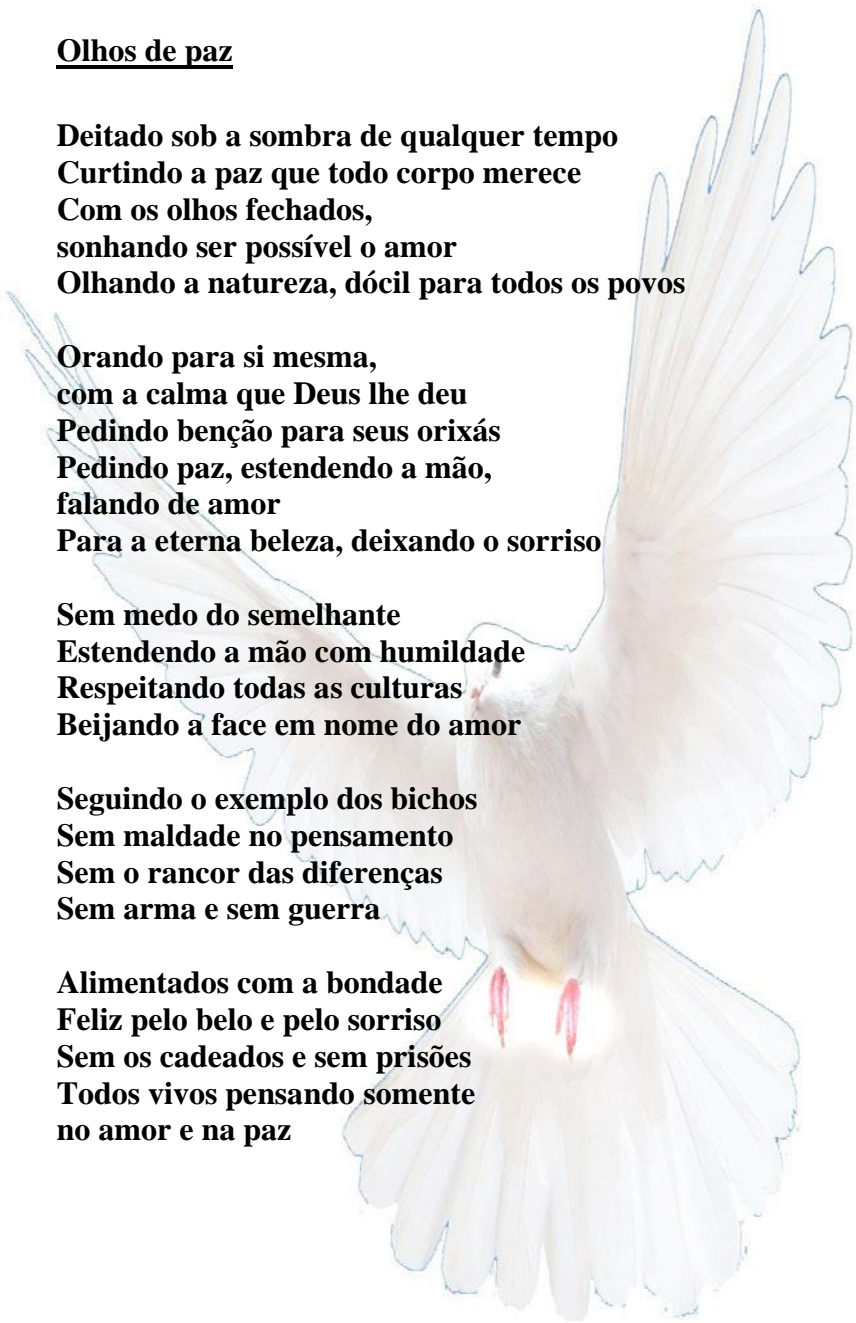 Olhos de paz
Deitado sob a sombra de qualquer tempo
Curtindo a paz que todo corpo merece
Com os olhos fechados,
sonhando ser possível o amor
Olhando a natureza, dócil para todos os povos
Orando para si mesma,
com a calma que Deus lhe deu
Pedindo benção para seus orixás
Pedindo paz, estendendo a mão,
falando de amor
Para a eterna beleza, deixando o sorriso
Sem medo do semelhante
Estendendo a mão com humildade
Respeitando todas as culturas
Beijando a face em nome do amor
Seguindo o exemplo dos bichos
Sem maldade no pensamento
Sem o rancor das diferenças
Sem arma e sem guerra
Alimentados com a bondade
Feliz pelo belo e pelo sorriso
Sem os cadeados e sem prisões
Todos vivos pensando somente
no amor e na paz